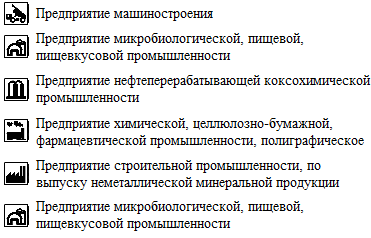 Предприятие машиностроения
Предприятие микробиологической, пищевой,
пищевкусовой промышленности
Предприятие нефтеперерабатывающей коксохимической
промышленности
Предприятие химической, целлюлозно-бумажной,
фармацевтической промышленности, полиграфическое
Предприятие строительной промышленности, по
выпуску неметаллической минеральной продукции
Предприятие микробиологической, пищевой,
пищевкусовой промышленности